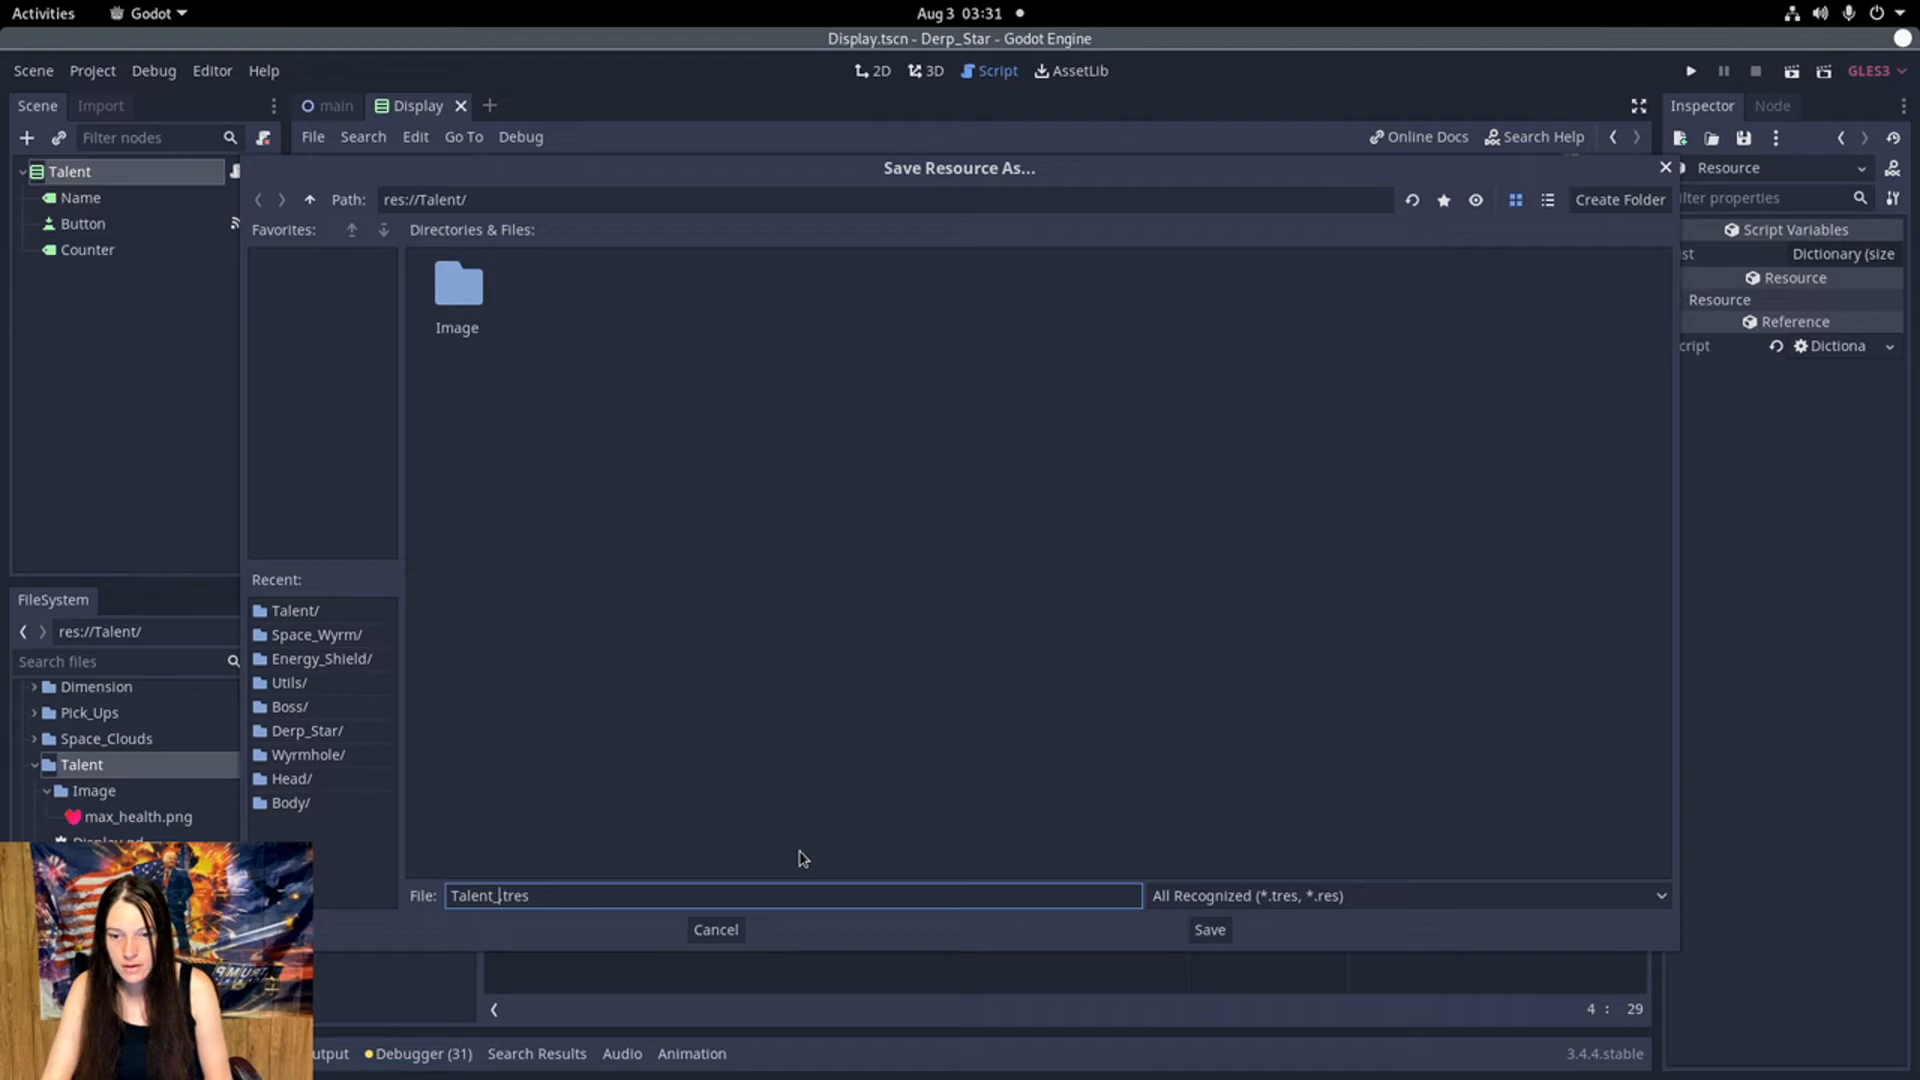 Activities Godot Aug 3 03:31
Display.tscn - Derp_Star - Godot Engine
Scene Project Debug Editor Help 2D 3D Script AssetLib GLES3
Scene Import main Display Inspector Node
Filter nodes File Search Edit Go To Debug Online Docs Search Help
Talent
Name
Button
Counter
Save Resource As...
Path: res://Talent/ Create Folder
Favorites: Directories & Files:
Image
Recent:
Talent/
Space_Wyrm/
Energy_Shield/
Utils/
Boss/
Derp_Star/
Wyrmhole/
Head/
Body/
File: Talent_.tres All Recognized (*.tres, *.res)
Cancel Save
Resource
ilter properties
Script Variables
st Dictionary (size
Resource
Resource
Reference
cript Dictiona
FileSystem
res://Talent/
Search files
Dimension
Pick_Ups
Space_Clouds
Talent
Image
max_health.png
4 : 29
utput Debugger (31) Search Results Audio Animation 3.4.4.stable